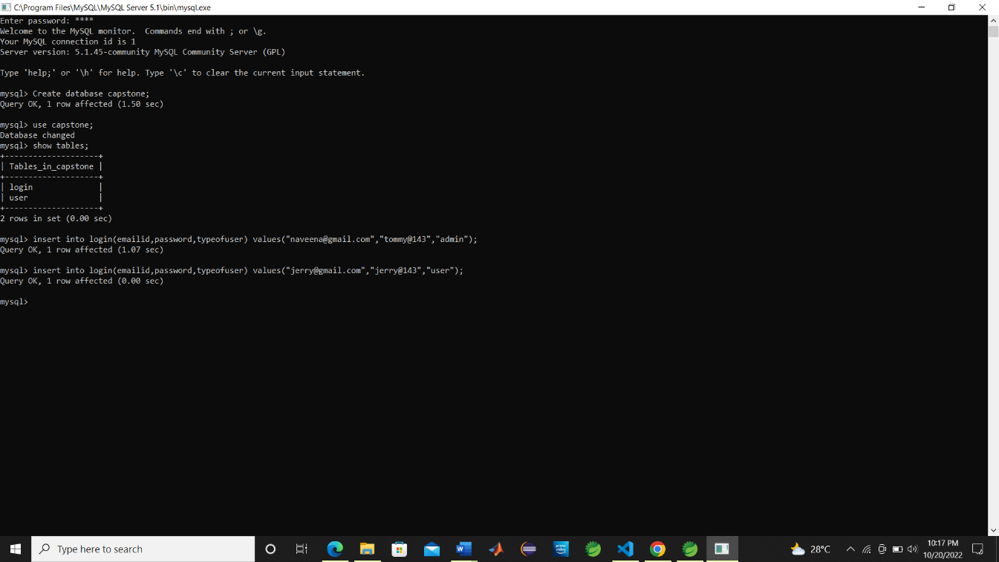 C:\Program Files\MySQL\MySQL Server 5.1\bin\mysql.exe
Enter password: ****
Welcome to the MySQL monitor.  Commands end with ; or \g.
Your MySQL connection id is 1
Server version: 5.1.45-community MySQL Community Server (GPL)
Type 'help;' or '\h' for help. Type '\c' to clear the current input statement.
mysql> Create database capstone;
Query OK, 1 row affected (1.50 sec)
mysql> use capstone;
Database changed
mysql> show tables;
+--------------------+
| Tables_in_capstone |
+--------------------+
| login              |
| user               |
+--------------------+
2 rows in set (0.00 sec)
mysql> insert into login(emailid,password,typeofuser) values("naveena@gmail.com","tommy@143","admin");
Query OK, 1 row affected (1.07 sec)
mysql> insert into login(emailid,password,typeofuser) values("jerry@gmail.com","jerry@143","user");
Query OK, 1 row affected (0.00 sec)
mysql>
Type here to search
prime video
28°C
10:17 PM
10/20/2022